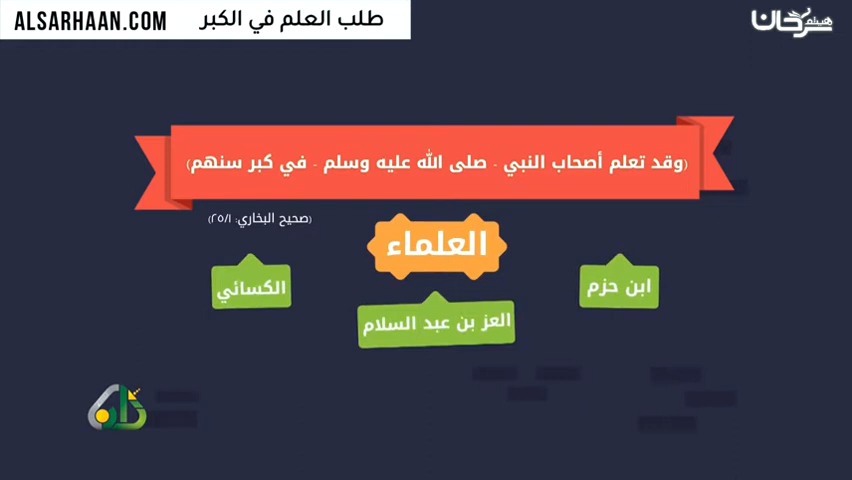 ALSARHAAN.COM طلب العلم في الكبر
هيثم سرحان
(وقد تعلم أصحاب النبي - صلى الله عليه وسلم - في كبر سنهم)
(صحيح البخاري: ٢٥/١)
العلماء
ابن حزم
العز بن عبد السلام
الكسائي